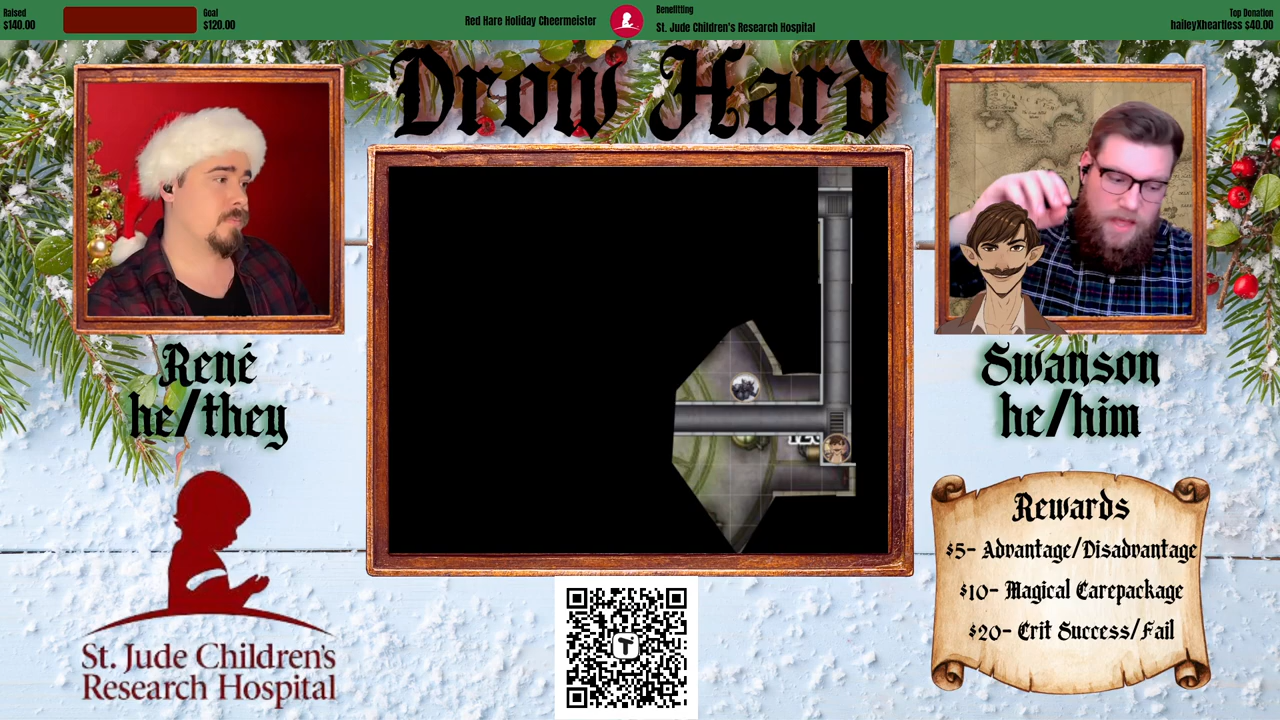 Raised
$140.00
Goal
$120.00
Red Hare Holiday Cheermeister
Benefitting
St. Jude Children's Research Hospital
Top Donation
haileyXheartless $40.00
Drow Hard
René
he/they
Swanson
he/him
St. Jude Children's
Research Hospital
T
Rewards
$5- Advantage/Disadvantage
$10- Magical Carepackage
$20- Crit Success/Fail